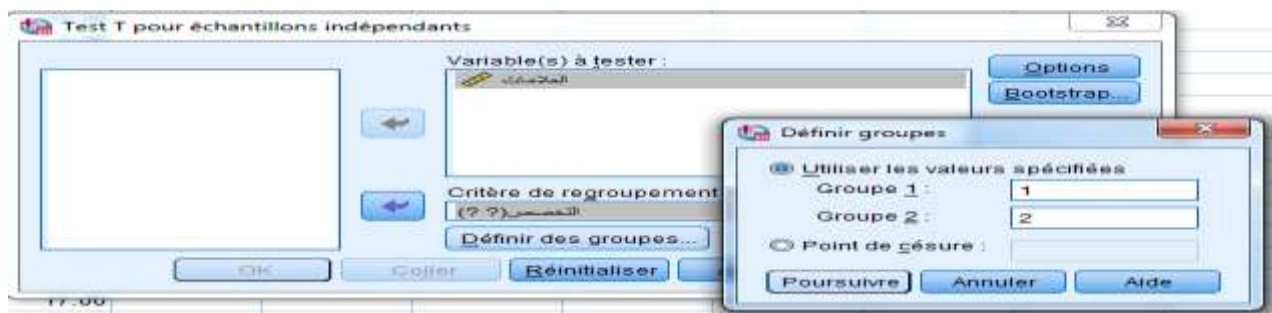 Test T pour échantillons indépendants
Variable(s) à tester :
العلامات
Options
Bootstrap...
Critère de regroupement
التخصص(? ?)
Définir des groupes...
OK
Coller
Réinitialiser
Définir groupes
Utiliser les valeurs spécifiées
Groupe 1 :
1
Groupe 2 :
2
Point de césure :
Poursuivre
Annuler
Aide
17.00